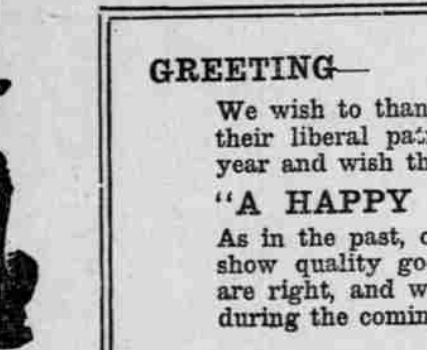 GREETING—
We wish to than
their liberal pat
year and wish th
"A HAPPY
As in the past, c
show quality go
are right, and w
during the comin